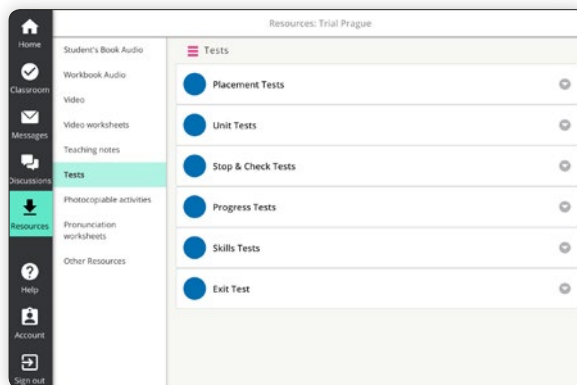 Resources: Trial Prague
Home
Classroom
Messages
Discussions
Resources
Help
Account
Sign out
Student's Book Audio
Workbook Audio
Video
Video worksheets
Teaching notes
Tests
Photocopiable activities
Pronunciation
worksheets
Other Resources
Tests
Placement Tests
Unit Tests
Stop & Check Tests
Progress Tests
Skills Tests
Exit Test